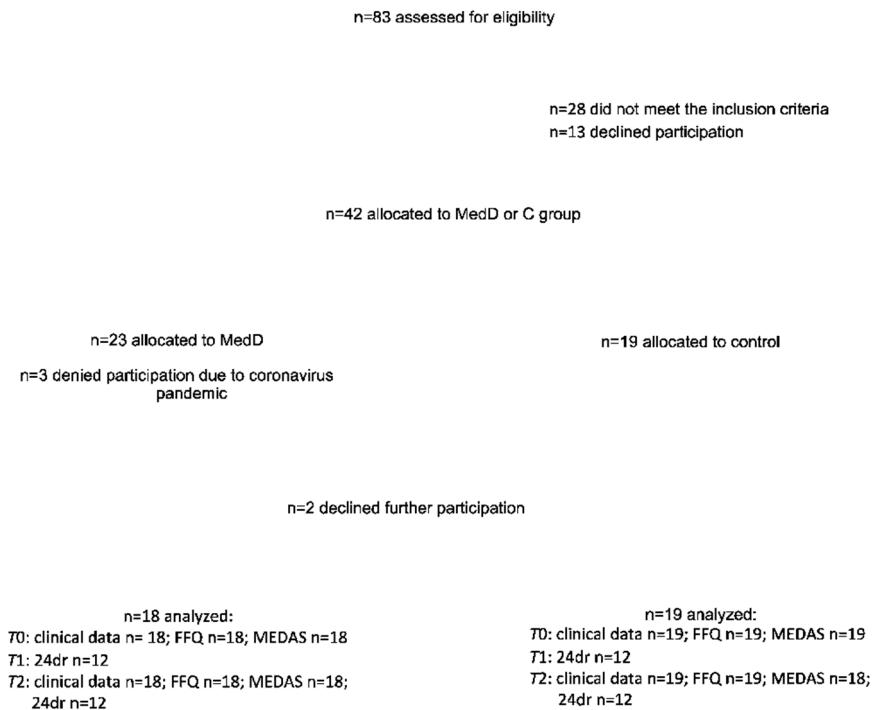 n=83 assessed for eligibility
n=28 did not meet the inclusion criteria
n=13 declined participation
n=42 allocated to MedD or C group
n=23 allocated to MedD
n=3 denied participation due to coronavirus
pandemic
n=19 allocated to control
n=2 declined further participation
n=18 analyzed:
T0: clinical data n= 18; FFQ n=18; MEDAS n=18
T1: 24dr n=12
T2: clinical data n=18; FFQ n=18; MEDAS n=18;
24dr n=12
n=19 analyzed:
T0: clinical data n=19; FFQ n=19; MEDAS n=19
T1: 24dr n=12
T2: clinical data n=19; FFQ n=19; MEDAS n=18;
24dr n=12